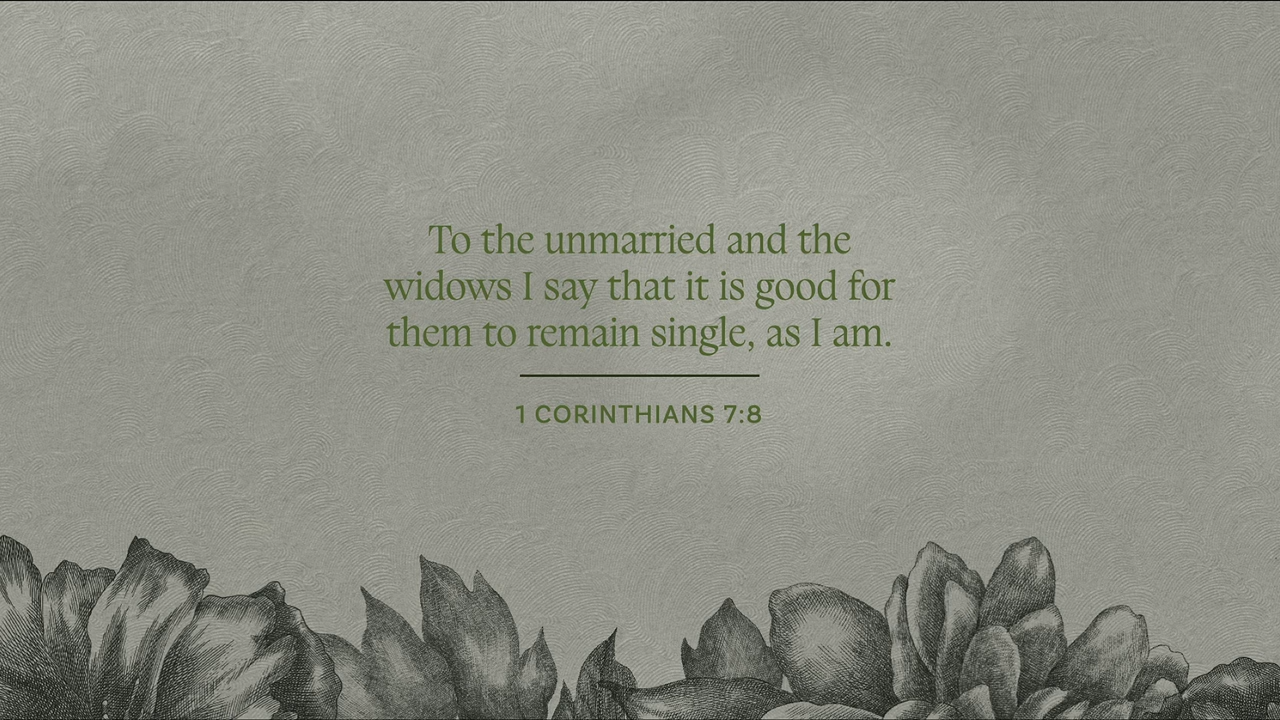 To the unmarried and the
widows I say that it is good for
them to remain single, as I am.
1 CORINTHIANS 7:8